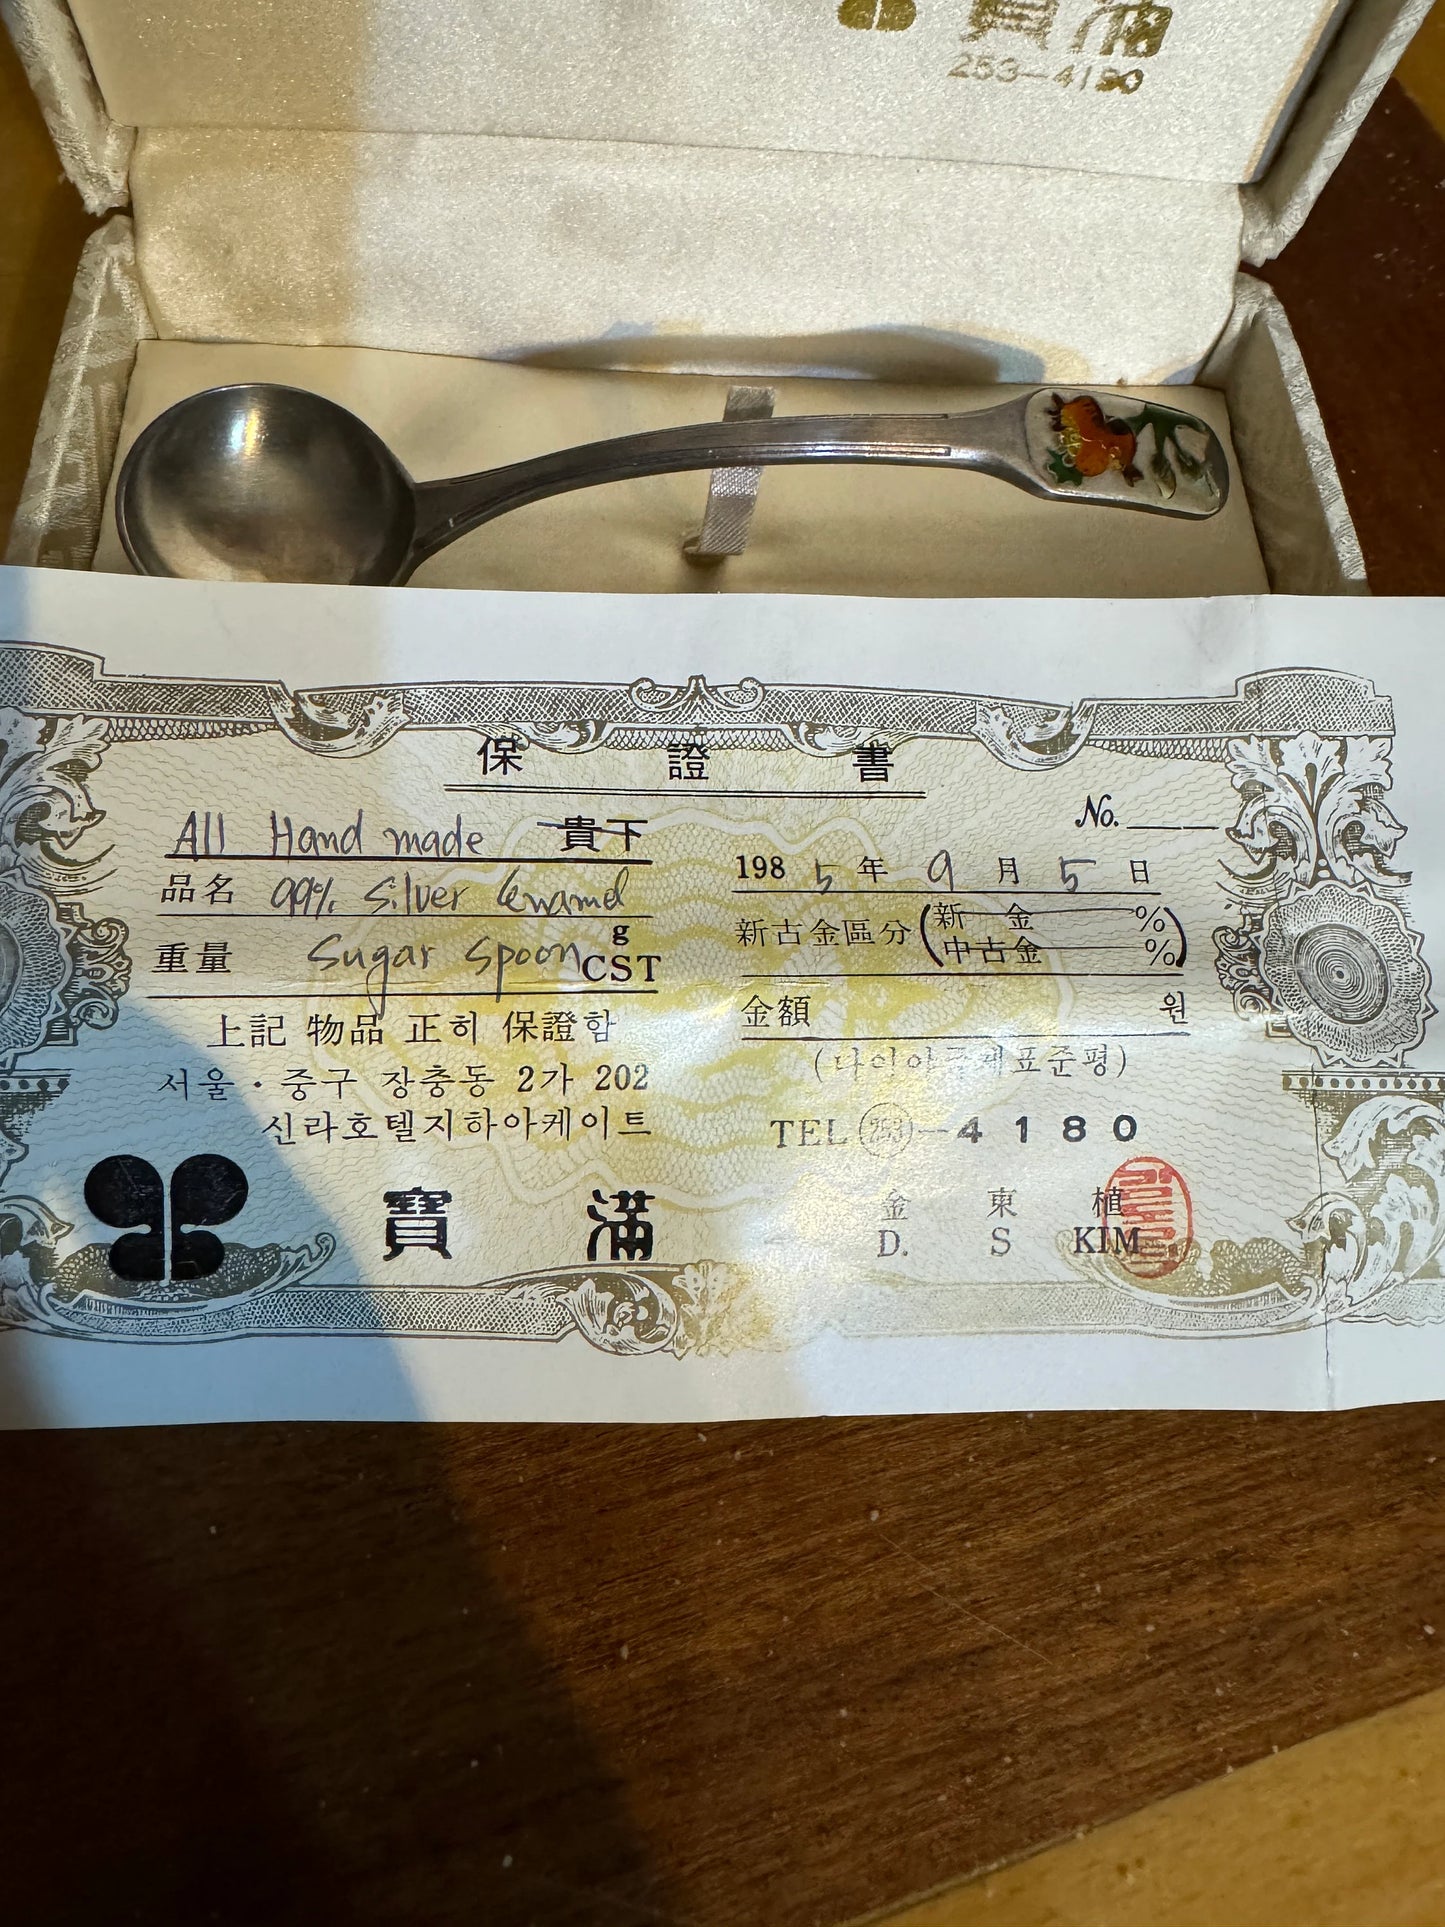 寶滿
253-4180
保證書
All Hand made 貴下
No.
品名 99% Silver Enamel
198 5 年 9 月 5 日
重量 Sugar Spoon g CST
新古金區分 (新金 % 中古金 %)
上記 物品 正히 保證함
金額 원
서울·중구 장충동 2가 202
신라호텔지하아케이트
TEL 253-4180
寶滿
金東植
D. S KIM